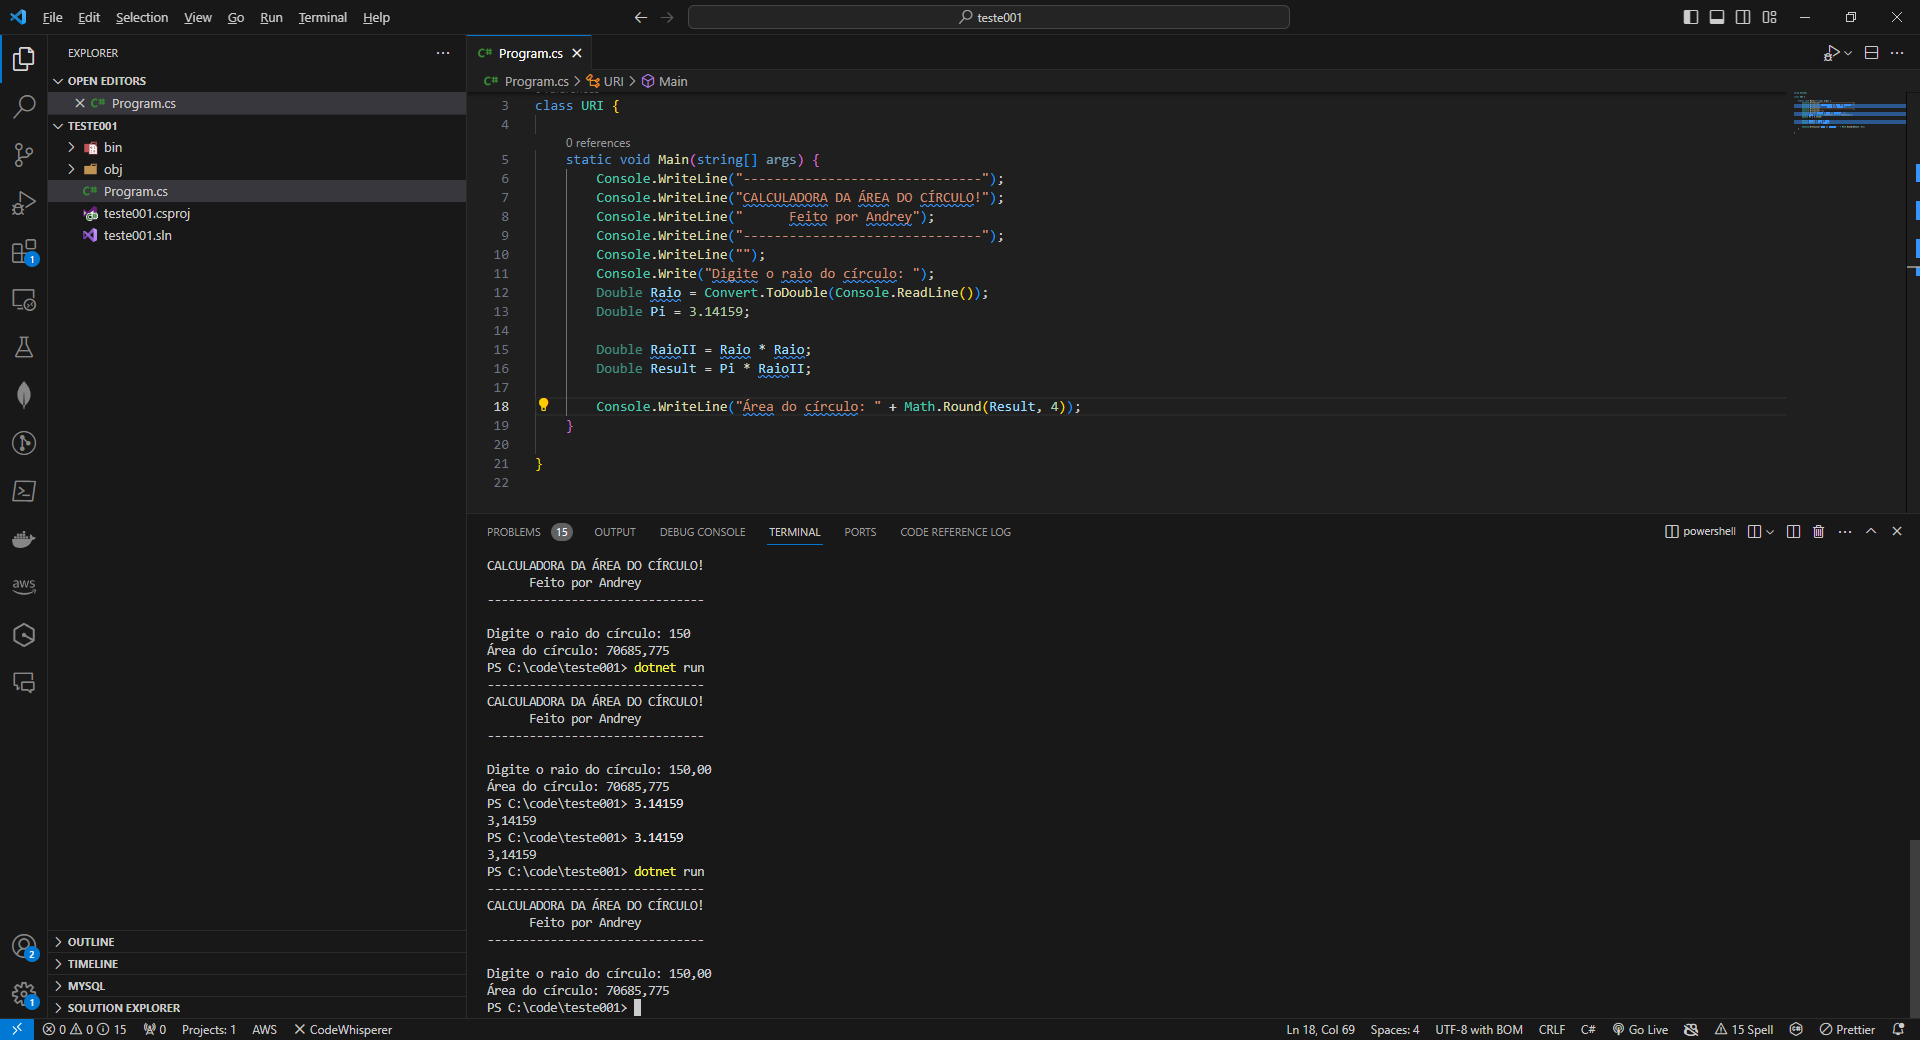 File Edit Selection View Go Run Terminal Help
teste001
EXPLORER
OPEN EDITORS
Program.cs
TESTE001
bin
obj
Program.cs
teste001.csproj
teste001.sln
OUTLINE
TIMELINE
MYSQL
SOLUTION EXPLORER
C# Program.cs
C# Program.cs > URI > Main
3 class URI {
4
0 references
5 static void Main(string[] args) {
6 Console.WriteLine("-------------------------------");
7 Console.WriteLine("CALCULADORA DA ÁREA DO CÍRCULO!");
8 Console.WriteLine("      Feito por Andrey");
9 Console.WriteLine("-------------------------------");
10 Console.WriteLine("");
11 Console.Write("Digite o raio do círculo: ");
12 Double Raio = Convert.ToDouble(Console.ReadLine());
13 Double Pi = 3.14159;
14
15 Double RaioII = Raio * Raio;
16 Double Result = Pi * RaioII;
17
18 Console.WriteLine("Área do círculo: " + Math.Round(Result, 4));
19 }
20
21 }
22
PROBLEMS 15 OUTPUT DEBUG CONSOLE TERMINAL PORTS CODE REFERENCE LOG
powershell
CALCULADORA DA ÁREA DO CÍRCULO!
Feito por Andrey
-------------------------------
Digite o raio do círculo: 150
Área do círculo: 70685,775
PS C:\code\teste001> dotnet run
-------------------------------
CALCULADORA DA ÁREA DO CÍRCULO!
Feito por Andrey
-------------------------------
Digite o raio do círculo: 150,00
Área do círculo: 70685,775
PS C:\code\teste001> 3.14159
3,14159
PS C:\code\teste001> 3.14159
3,14159
PS C:\code\teste001> dotnet run
-------------------------------
CALCULADORA DA ÁREA DO CÍRCULO!
Feito por Andrey
-------------------------------
Digite o raio do círculo: 150,00
Área do círculo: 70685,775
PS C:\code\teste001>
aws
1
2
1
0 0 15 0 Projects: 1 AWS CodeWhisperer
Ln 18, Col 69 Spaces: 4 UTF-8 with BOM CRLF C# Go Live 15 Spell Prettier